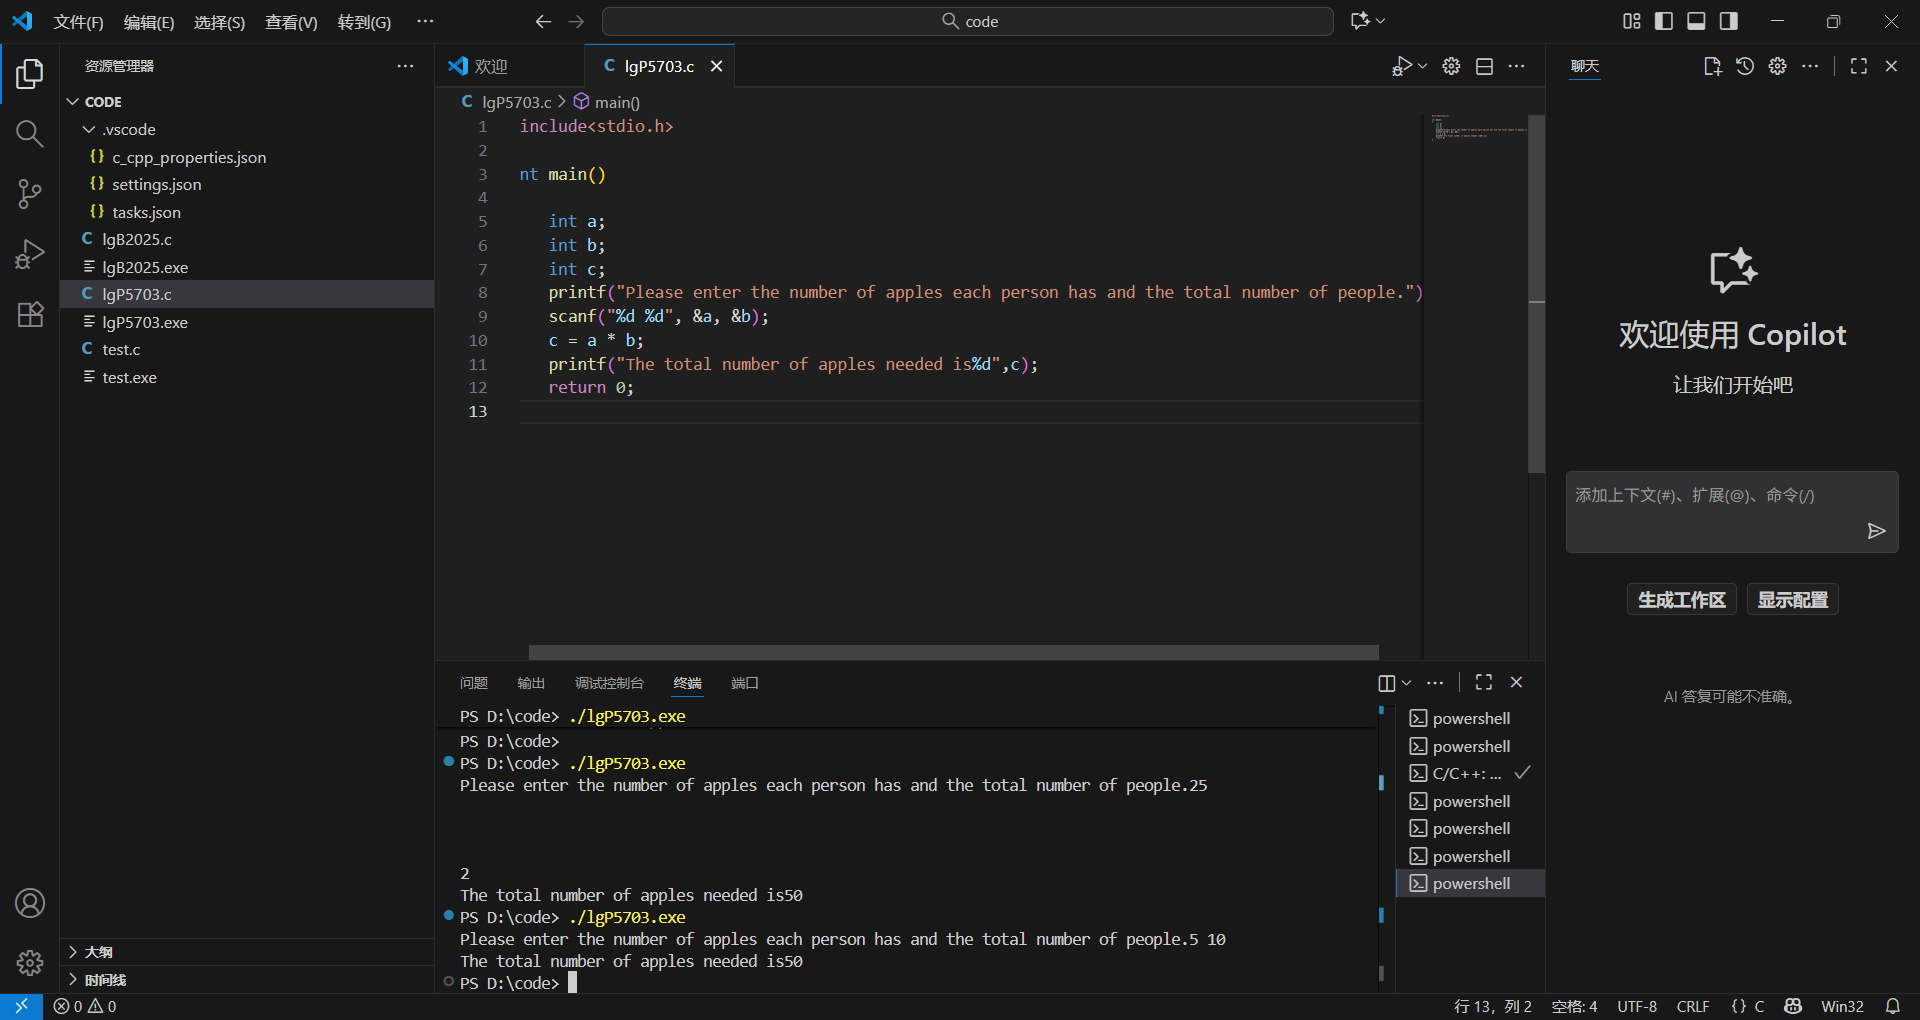 文件(F) 编辑(E) 选择(S) 查看(V) 转到(G) ··· code
资源管理器
CODE
.vscode
{} c_cpp_properties.json
{} settings.json
{} tasks.json
C lgB2025.c
lgB2025.exe
C lgP5703.c
lgP5703.exe
C test.c
test.exe
大纲
时间线
欢迎 C lgP5703.c
C lgP5703.c > main()
1 include<stdio.h>
2
3 nt main()
4
5 int a;
6 int b;
7 int c;
8 printf("Please enter the number of apples each person has and the total number of people.")
9 scanf("%d %d", &a, &b);
10 c = a * b;
11 printf("The total number of apples needed is%d",c);
12 return 0;
13
问题 输出 调试控制台 终端 端口
PS D:\code> ./lgP5703.exe
PS D:\code>
PS D:\code> ./lgP5703.exe
Please enter the number of apples each person has and the total number of people.25
2
The total number of apples needed is50
PS D:\code> ./lgP5703.exe
Please enter the number of apples each person has and the total number of people.5 10
The total number of apples needed is50
PS D:\code>
powershell
powershell
C/C++: ...
powershell
powershell
powershell
powershell
聊天
欢迎使用 Copilot
让我们开始吧
添加上下文(#)、扩展(@)、命令(/)
生成工作区 显示配置
AI 答复可能不准确。
0 0 行 13，列 2 空格: 4 UTF-8 CRLF {} C Win32